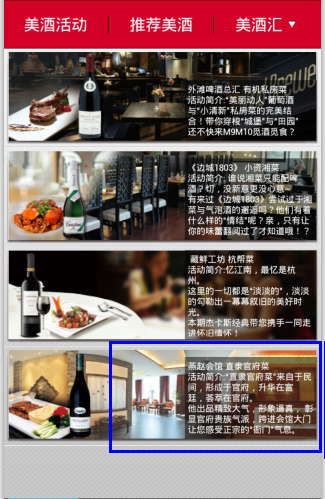 美酒活动
推荐美酒
美酒汇
外滩啤酒总汇 有机私房菜
活动简介:“美丽动人”葡萄酒
与“小清新”私房菜的完美结
合！带你穿梭“城堡”与“田园”
还不快来M9M10觅酒觅食？
《边城1803》 小资湘菜
活动简介: 谁说湘菜只能配啤
酒？切，没新意更没心意~
有来过《边城1803》尝试过于湘
菜与气泡酒的邂逅吗？他们有着
什么样的“情结”呢？亲，只有让
你的味蕾翻阅过了才知道哦！？
藏鲜工坊 杭帮菜
活动简介:忆江南，最忆是杭
州。
这里的一切都是“淡淡的”，淡淡
的勾勒出一幕幕叙旧的美好时
光。
本期杰卡斯经典带您携手一同走
进怀旧情怀！
燕赵会馆 直隶官府菜
活动简介:“直隶官府菜”来自于民
间，形成于官府，升华在宫
廷，荟萃在官府。
他出品精致大气，形象逼真， 彰
显官府贵族气派，跨进会馆大门
让您感受正宗的“衙门”气息。